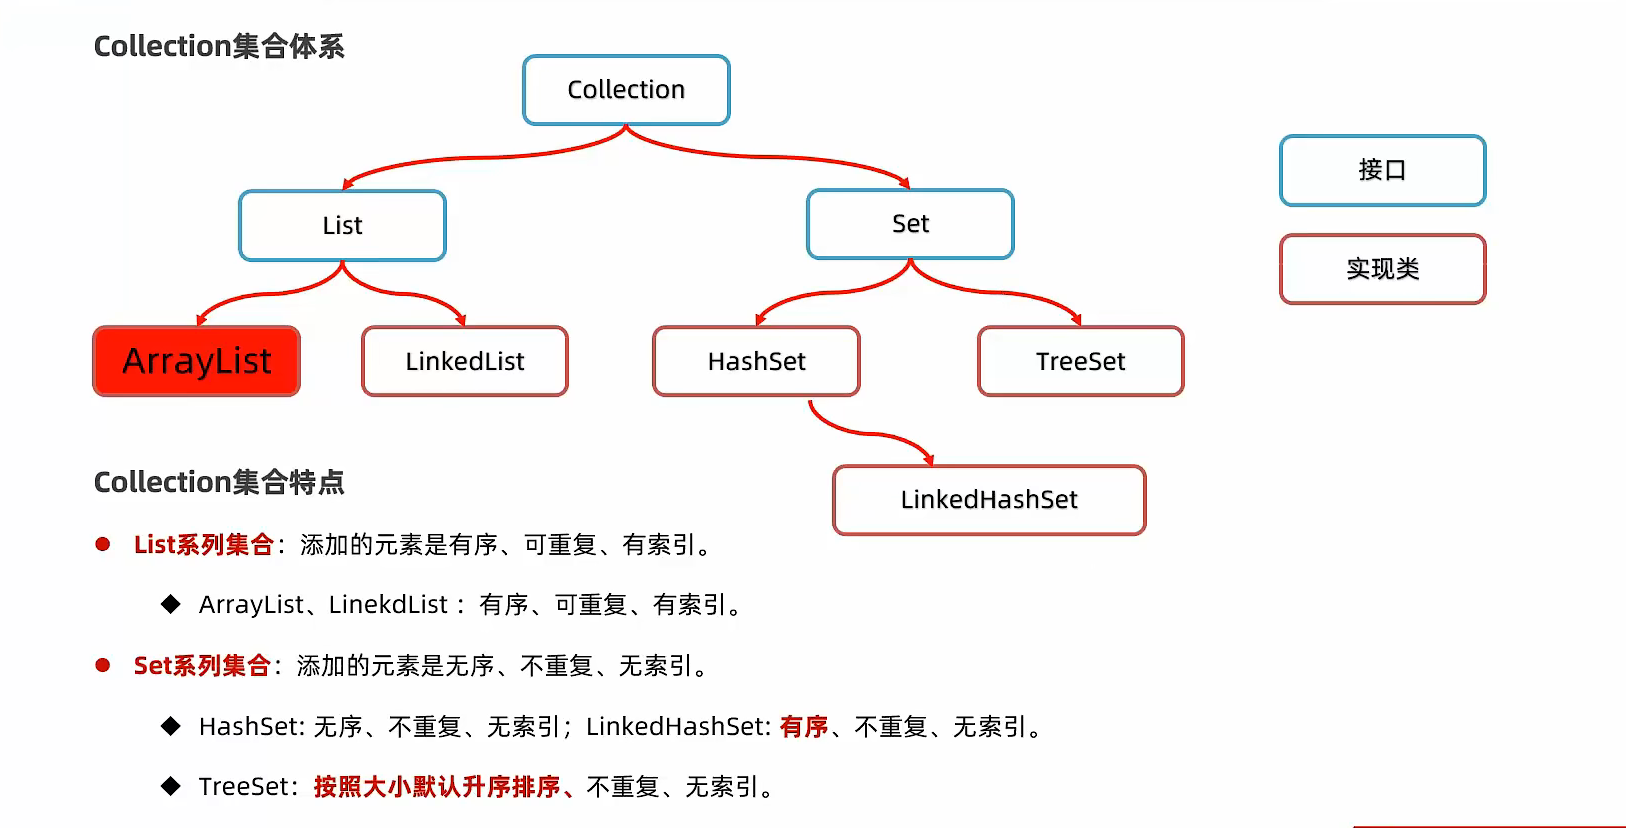 Collection集合体系
Collection
接口
List
Set
实现类
ArrayList
LinkedList
HashSet
TreeSet
LinkedHashSet
Collection集合特点
List系列集合：添加的元素是有序、可重复、有索引。
ArrayList、LinekdList ：有序、可重复、有索引。
Set系列集合：添加的元素是无序、不重复、无索引。
HashSet: 无序、不重复、无索引；LinkedHashSet: 有序、不重复、无索引。
TreeSet：按照大小默认升序排序、不重复、无索引。